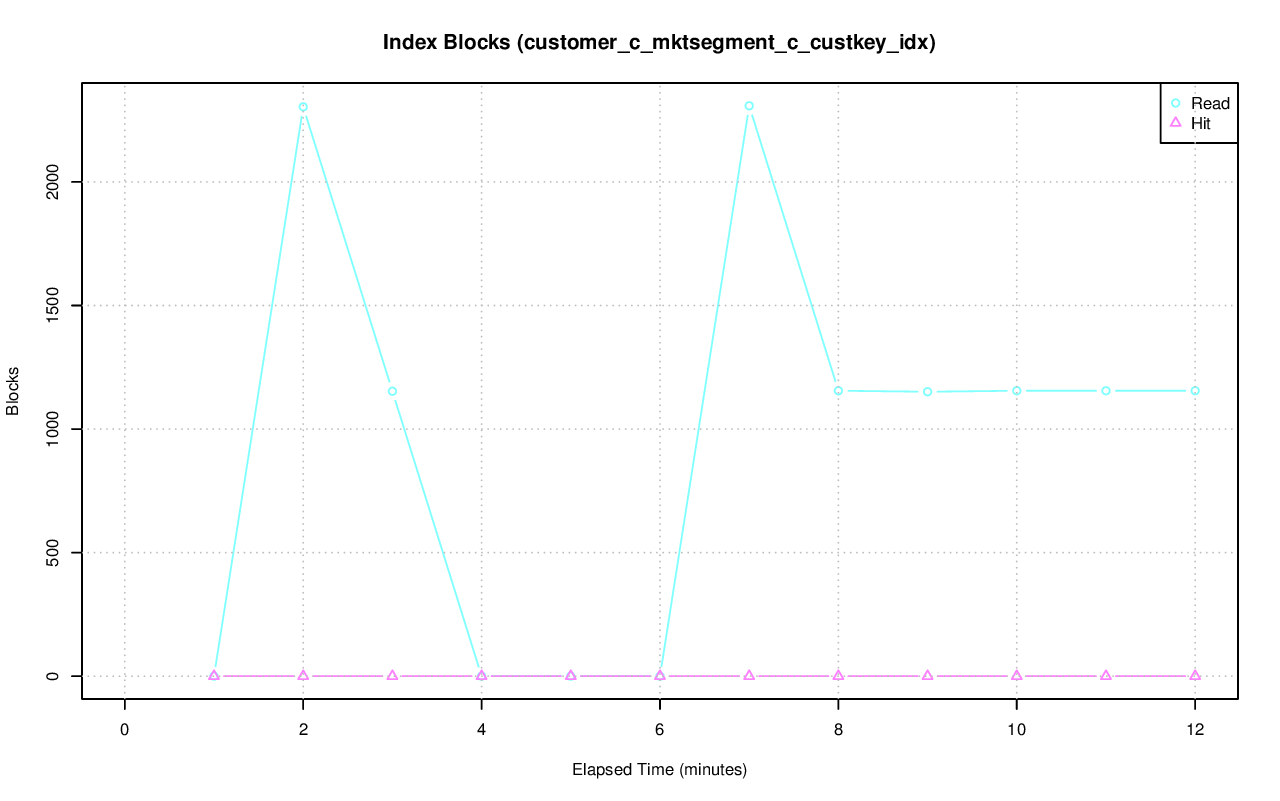 Index Blocks (customer_c_mktsegment_c_custkey_idx)
Read
Hit
2000
1500
1000
500
0
Blocks
0 2 4 6 8 10 12
Elapsed Time (minutes)